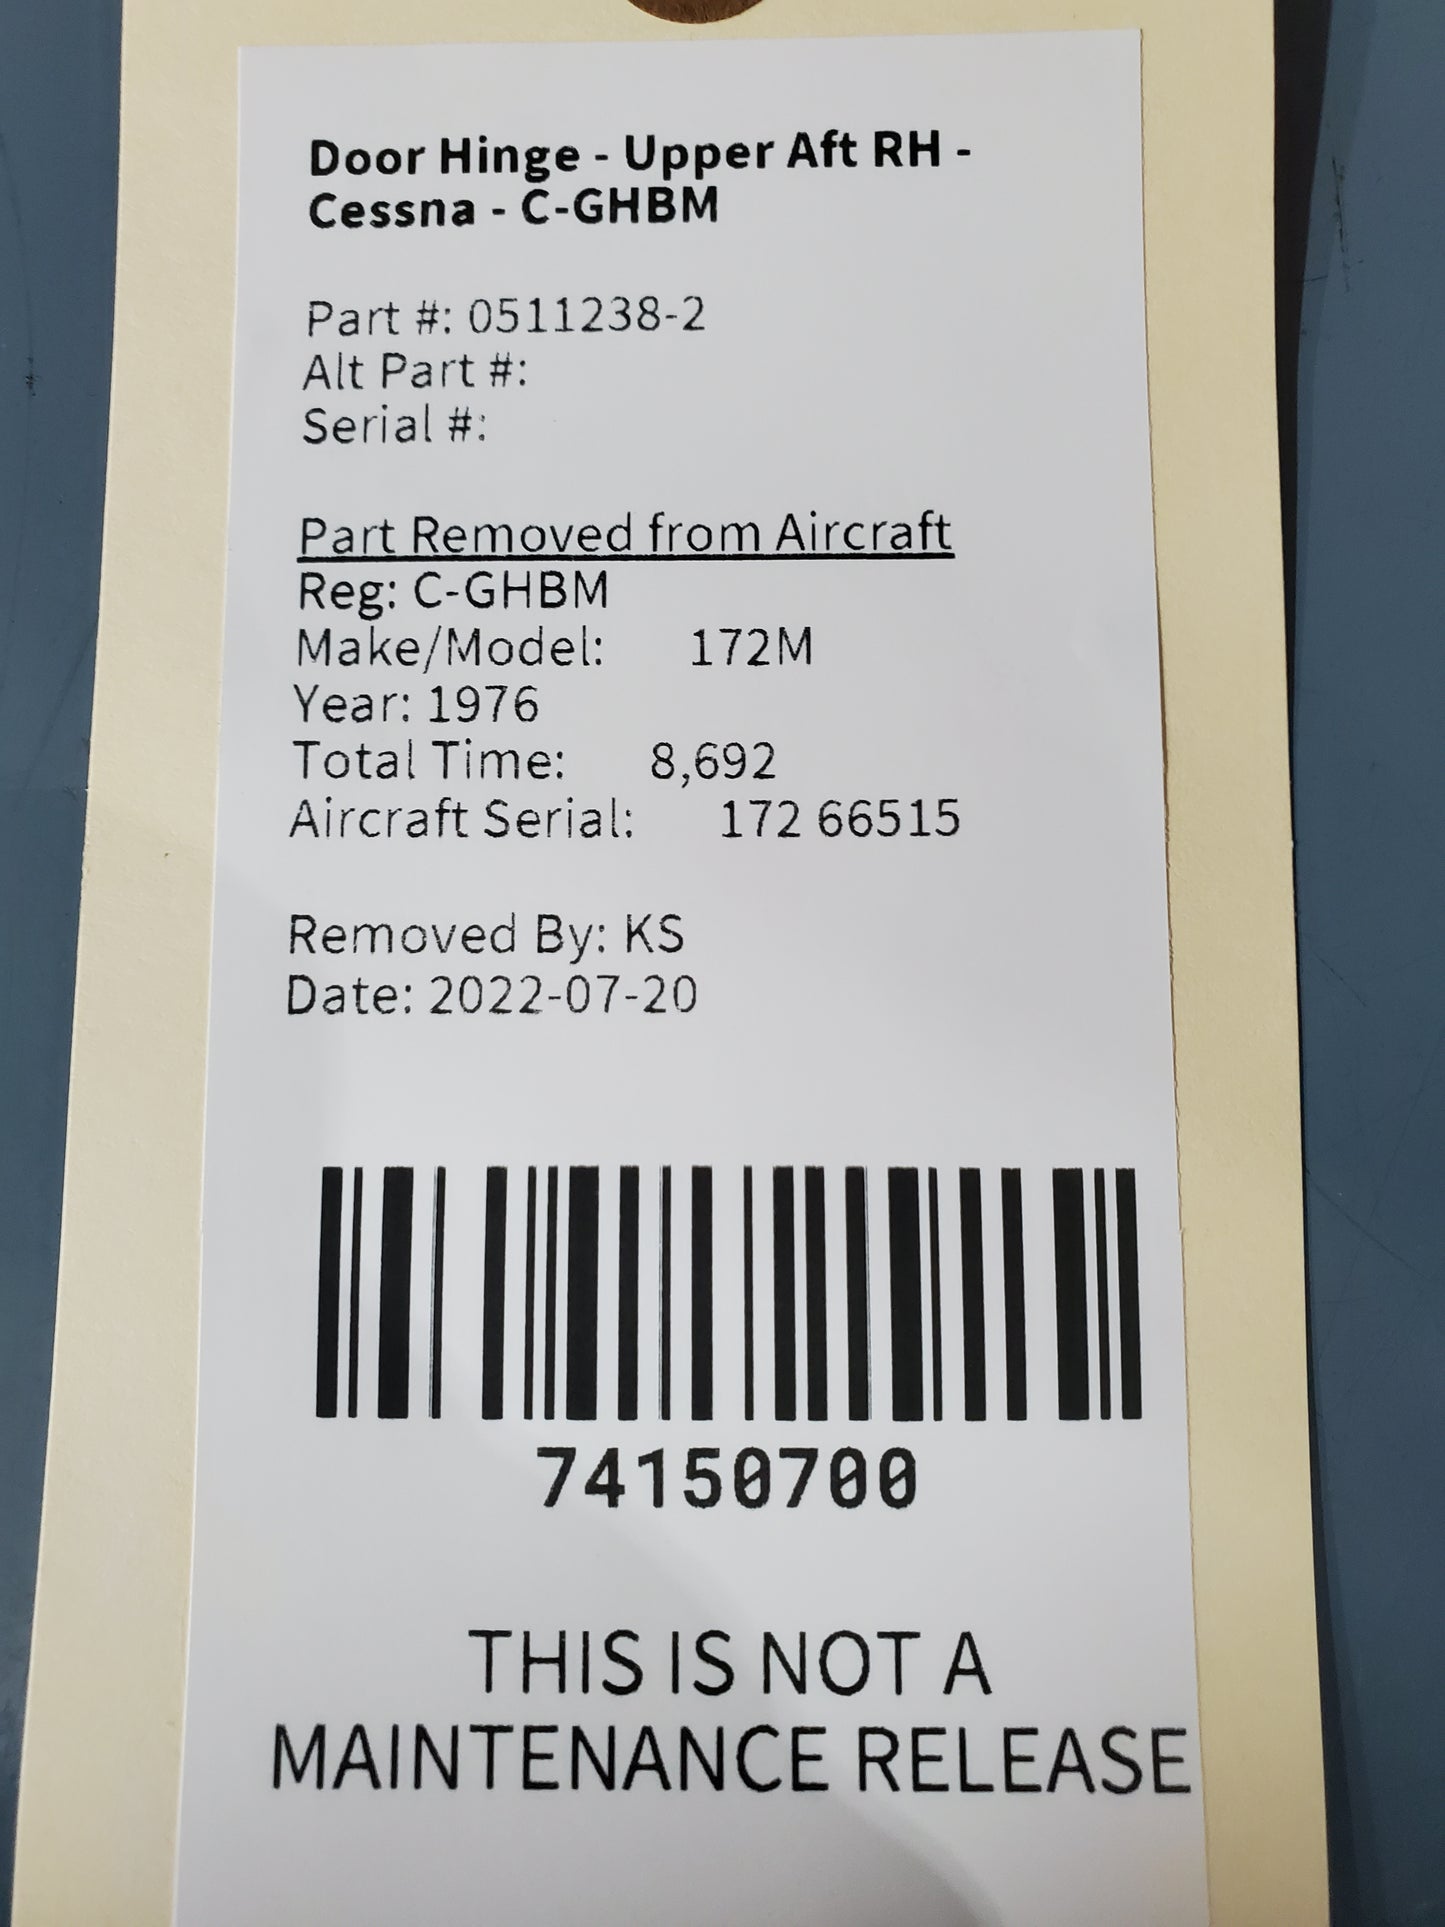 Door Hinge - Upper Aft RH -
Cessna - C-GHBM
Part #: 0511238-2
Alt Part #:
Serial #:
Part Removed from Aircraft
Reg: C-GHBM
Make/Model: 172M
Year: 1976
Total Time: 8,692
Aircraft Serial: 172 66515
Removed By: KS
Date: 2022-07-20
74150700
THIS IS NOT A
MAINTENANCE RELEASE